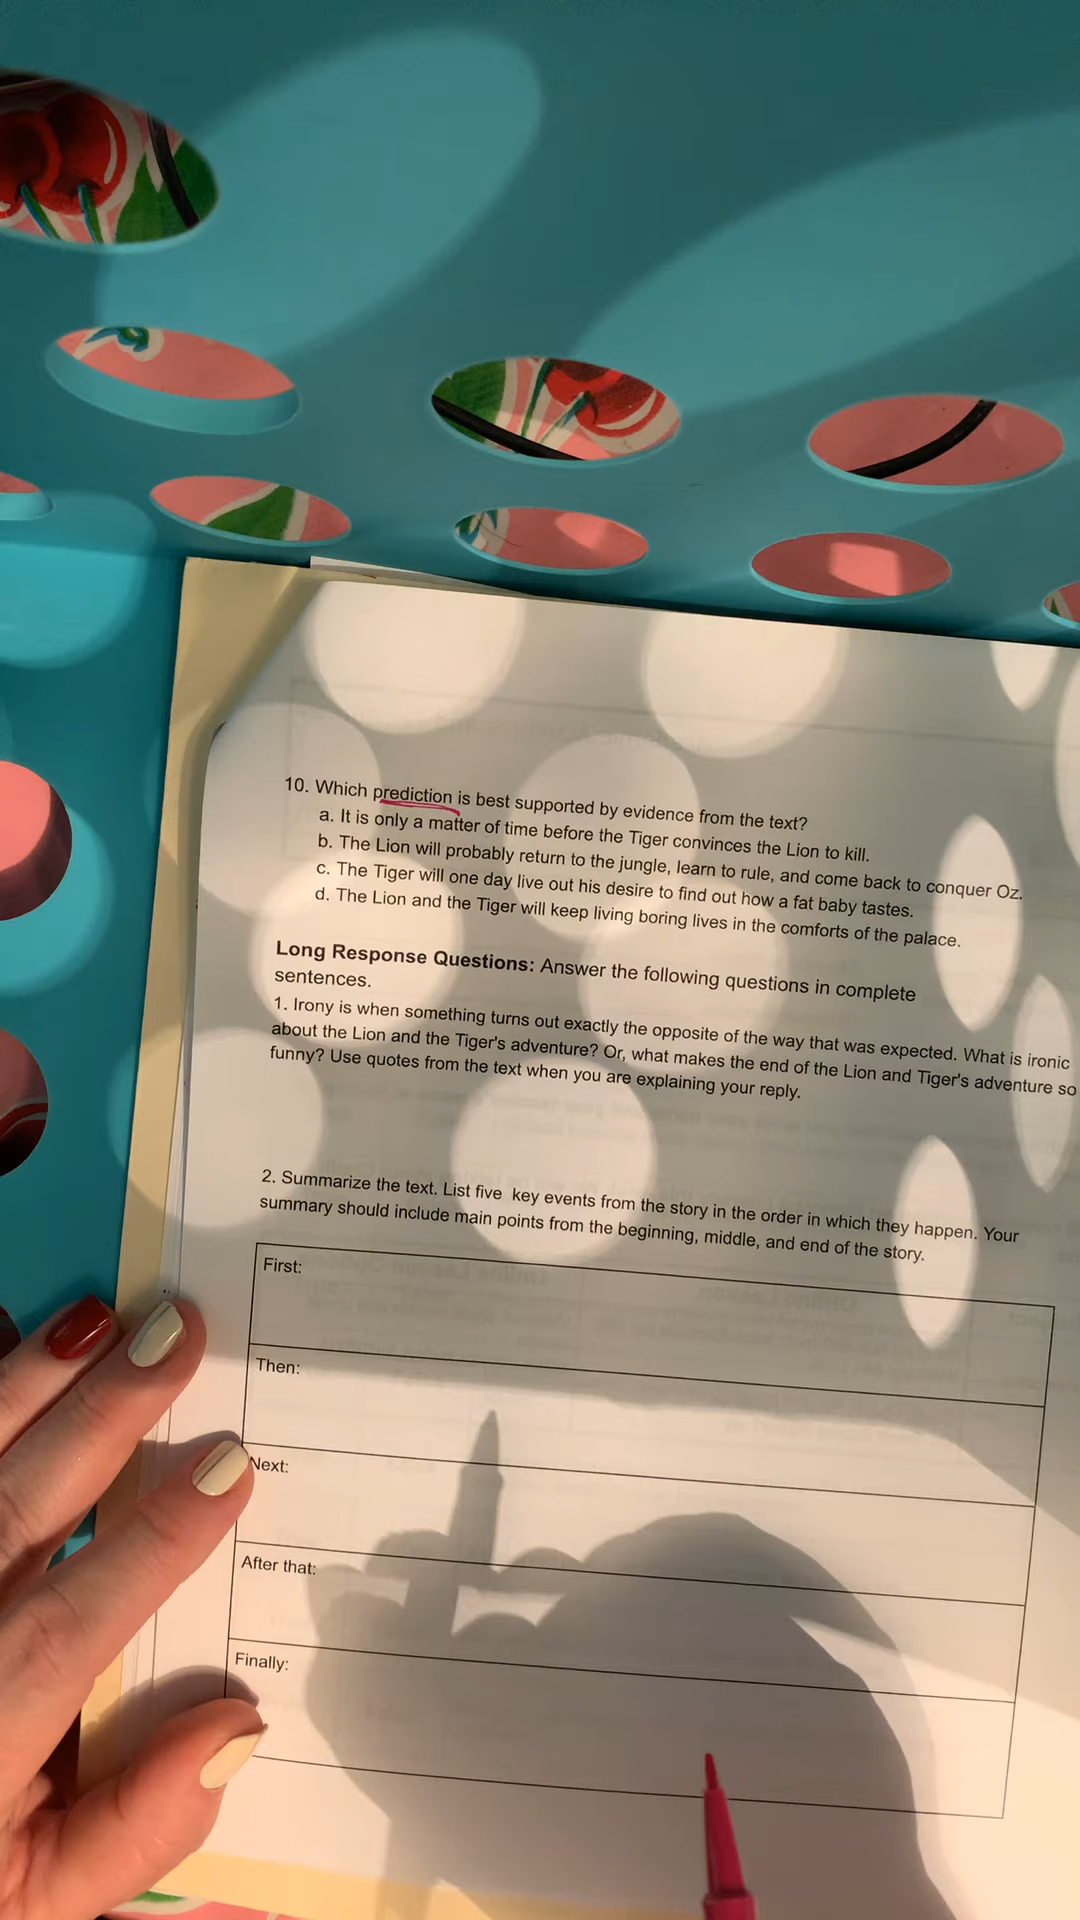 10. Which prediction is best supported by evidence from the text?
a. It is only a matter of time before the Tiger convinces the Lion to kill.
b. The Lion will probably return to the jungle, learn to rule, and come back to conquer Oz.
c. The Tiger will one day live out his desire to find out how a fat baby tastes.
d. The Lion and the Tiger will keep living boring lives in the comforts of the palace.
Long Response Questions: Answer the following questions in complete
sentences.
1. Irony is when something turns out exactly the opposite of the way that was expected. What is ironic
about the Lion and the Tiger's adventure? Or, what makes the end of the Lion and Tiger's adventure so
funny? Use quotes from the text when you are explaining your reply.
2. Summarize the text. List five key events from the story in the order in which they happen. Your
summary should include main points from the beginning, middle, and end of the story.
First:
Then:
Next:
After that:
Finally: